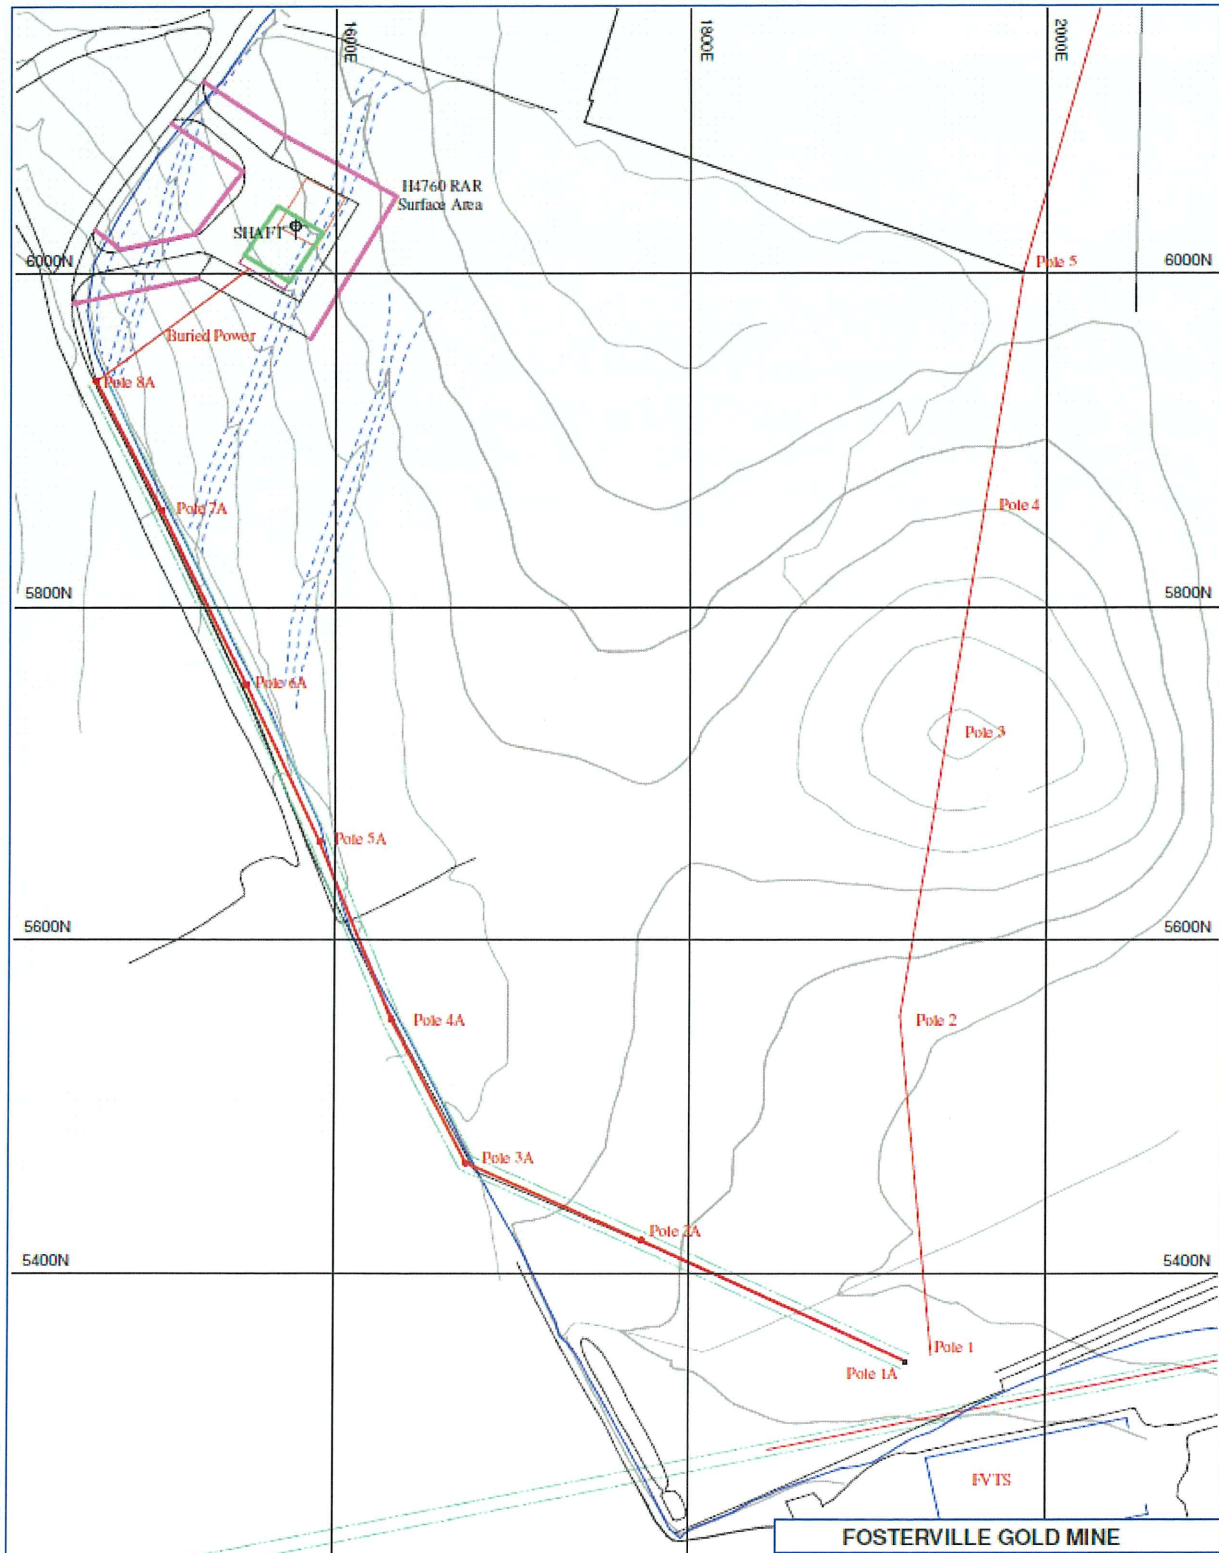 1600E
1800E
2000E
H4760 RAR
Surface Area
SHAFT
Pole 5
6000N
6000N
Buried Power
Pole 8A
Pole 7A
Pole 4
5800N
5800N
Pole 6A
Pole 3
Pole 5A
5600N
5600N
Pole 4A
Pole 2
Pole 3A
Pole 2A
5400N
5400N
Pole 1
Pole 1A
FVTS
FOSTERVILLE GOLD MINE